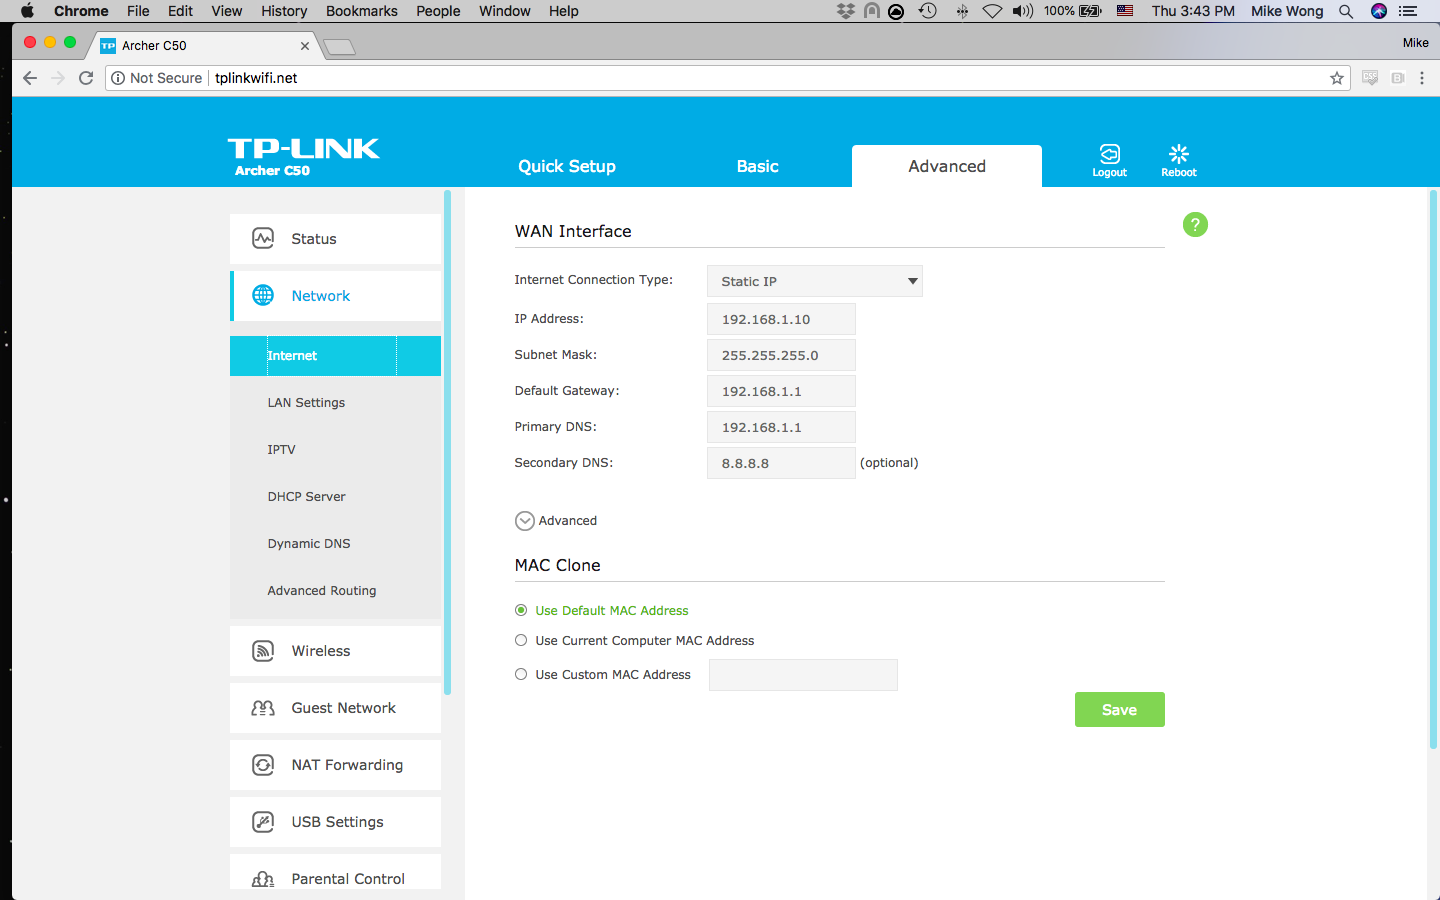 Chrome File Edit View History Bookmarks People Window Help 100% Thu 3:43 PM Mike Wong
TP Archer C50 Mike
Not Secure tplinkwifi.net
TP-LINK
Archer C50
Quick Setup Basic Advanced Logout Reboot
Status
Network
Internet
LAN Settings
IPTV
DHCP Server
Dynamic DNS
Advanced Routing
Wireless
Guest Network
NAT Forwarding
USB Settings
Parental Control
WAN Interface ?
Internet Connection Type: Static IP
IP Address: 192.168.1.10
Subnet Mask: 255.255.255.0
Default Gateway: 192.168.1.1
Primary DNS: 192.168.1.1
Secondary DNS: 8.8.8.8 (optional)
Advanced
MAC Clone
Use Default MAC Address
Use Current Computer MAC Address
Use Custom MAC Address
Save